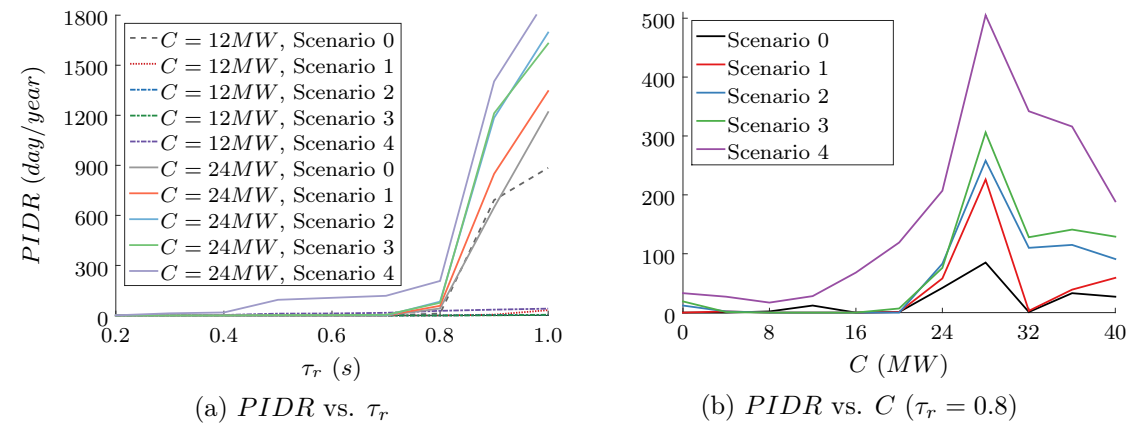 1800
1500
1200
900
600
300
0
PIDR (day/year)
C = 12MW, Scenario 0
C = 12MW, Scenario 1
C = 12MW, Scenario 2
C = 12MW, Scenario 3
C = 12MW, Scenario 4
C = 24MW, Scenario 0
C = 24MW, Scenario 1
C = 24MW, Scenario 2
C = 24MW, Scenario 3
C = 24MW, Scenario 4
0.2 0.4 0.6 0.8 1.0
τr (s)
(a) PIDR vs. τr
500
400
300
200
100
0
Scenario 0
Scenario 1
Scenario 2
Scenario 3
Scenario 4
0 8 16 24 32 40
C (MW)
(b) PIDR vs. C (τr = 0.8)